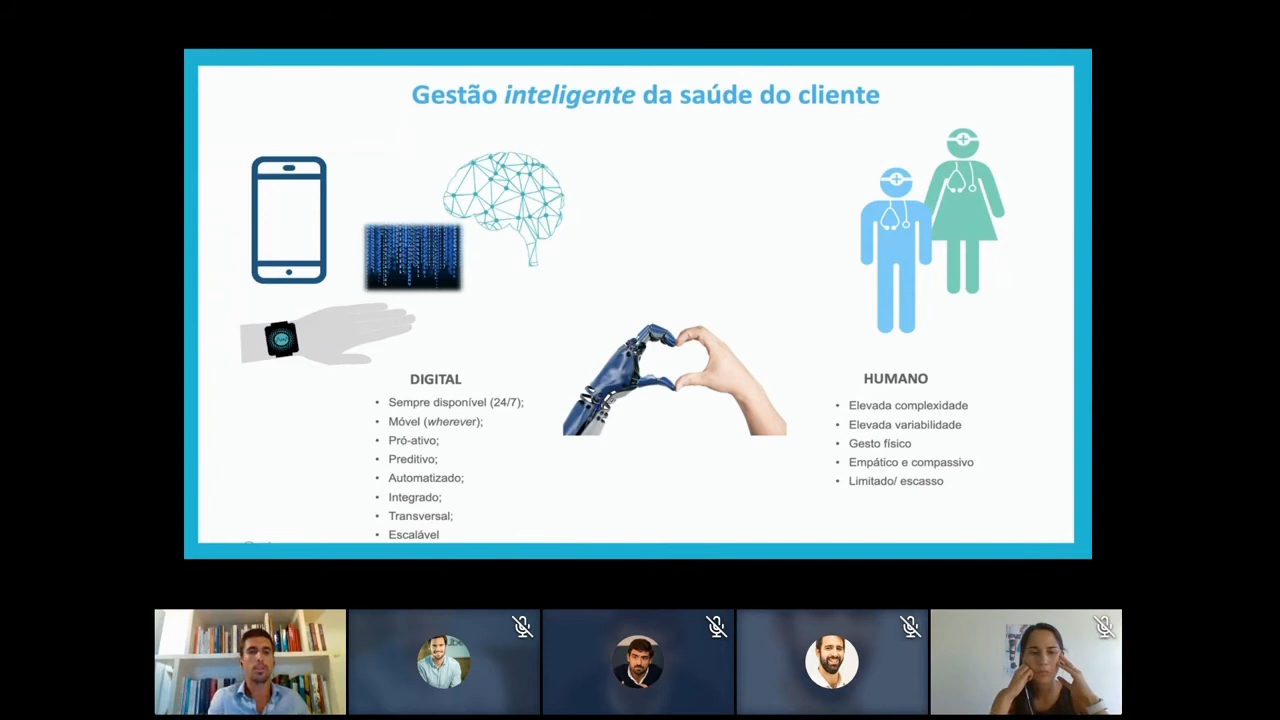 Gestão inteligente da saúde do cliente
DIGITAL
• Sempre disponível (24/7);
• Móvel (wherever);
• Pró-ativo;
• Preditivo;
• Automatizado;
• Integrado;
• Transversal;
• Escalável
HUMANO
• Elevada complexidade
• Elevada variabilidade
• Gesto físico
• Empático e compassivo
• Limitado/ escasso